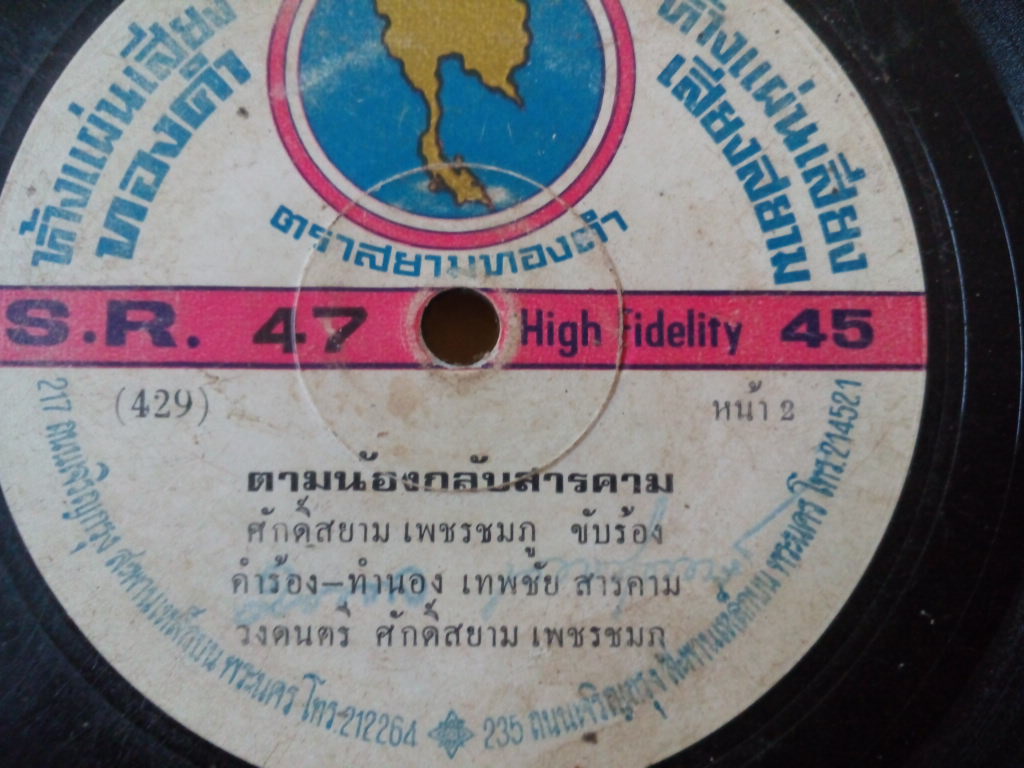 ห้างแผ่นเสียง
ทองคำ
ห้างแผ่นเสียง
เสียงสยาม
ตราสยามทองคำ
S.R. 47 High Fidelity 45
(429) หน้า 2
ตามน้องกลับสารคาม
ศักดิ์สยาม เพชรชมภู ขับร้อง
คำร้อง-ทำนอง เทพชัย สารคาม
วงดนตรี ศักดิ์สยาม เพชรชมภู
217 ถนนเจริญกรุง สะพานเหล็กบน พระนคร โทร.212264
235 ถนนเจริญกรุง สะพานเหล็กบน พระนคร โทร.214521